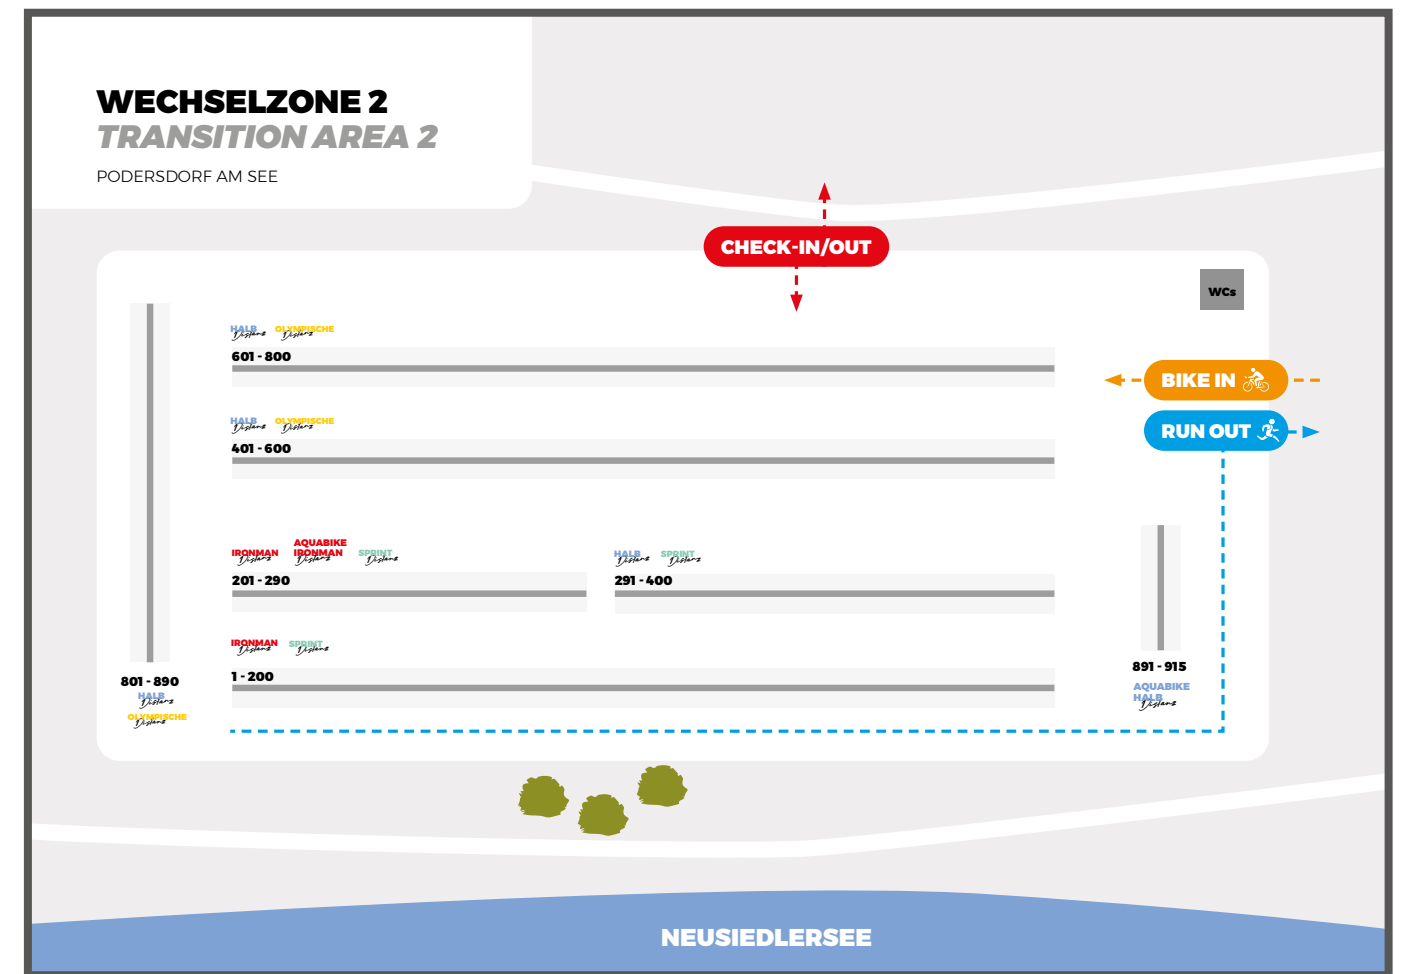 WECHSELZONE 2
TRANSITION AREA 2
PODERSDORF AM SEE
CHECK-IN/OUT
WCs
HALB Distanz OLYMPISCHE Distanz
601 - 800
BIKE IN
HALB Distanz OLYMPISCHE Distanz
401 - 600
RUN OUT
IRONMAN Distanz
AQUABIKE
IRONMAN Distanz
SPRINT Distanz
201 - 290
HALB Distanz SPRINT Distanz
291 - 400
IRONMAN Distanz SPRINT Distanz
1 - 200
801 - 890
HALB
Distanz
OLYMPISCHE
Distanz
891 - 915
AQUABIKE
HALB
Distanz
NEUSIEDLERSEE